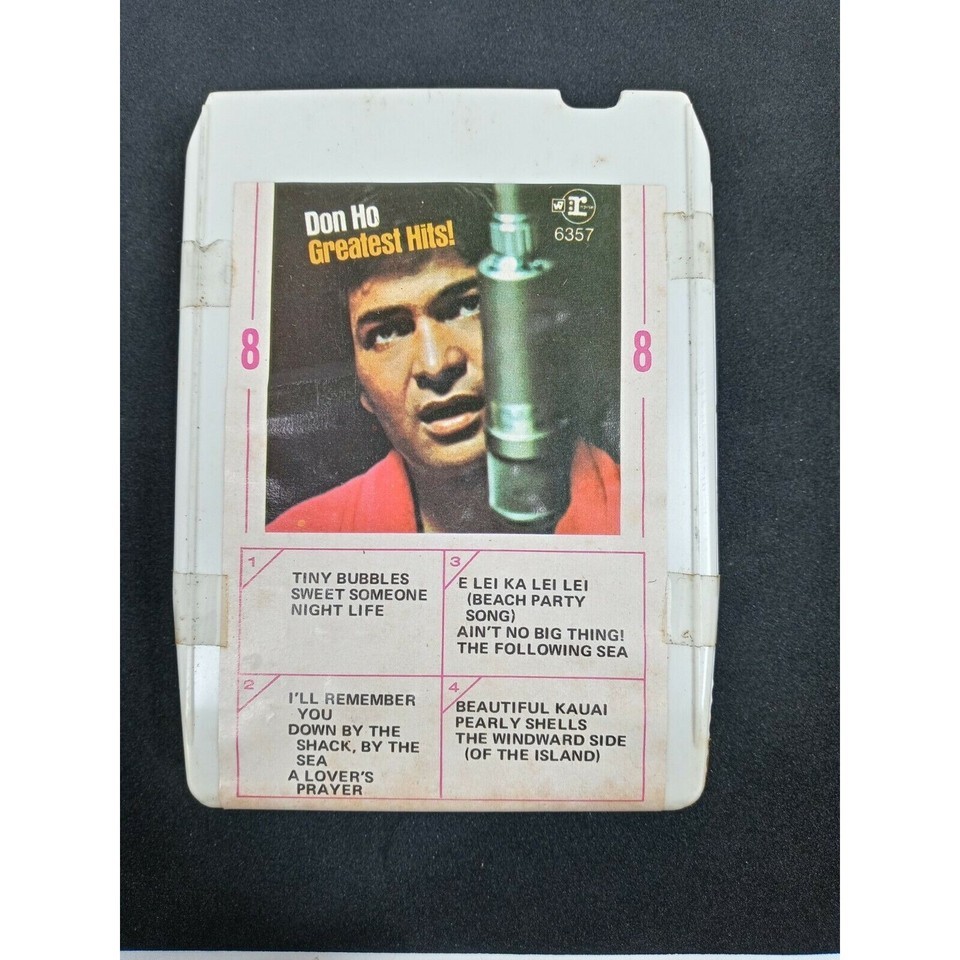 Don Ho
Greatest Hits!
W r
6357
8
8
1
TINY BUBBLES
SWEET SOMEONE
NIGHT LIFE
2
I'LL REMEMBER
YOU
DOWN BY THE
SHACK, BY THE
SEA
A LOVER'S
PRAYER
3
E LEI KA LEI LEI
(BEACH PARTY
SONG)
AIN'T NO BIG THING!
THE FOLLOWING SEA
4
BEAUTIFUL KAUAI
PEARLY SHELLS
THE WINDWARD SIDE
(OF THE ISLAND)